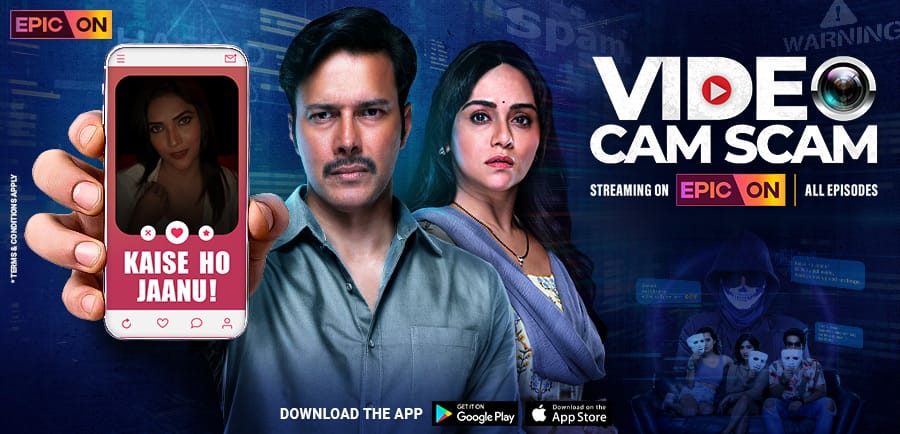 EPIC ON
KAISE HO
JAANU!
* TERMS & CONDITIONS APPLY
Spam
WARNING
VIDEO
CAM SCAM
STREAMING ON EPIC ON ALL EPISODES
DOWNLOAD THE APP
GET IT ON
Google Play
Download on the
App Store